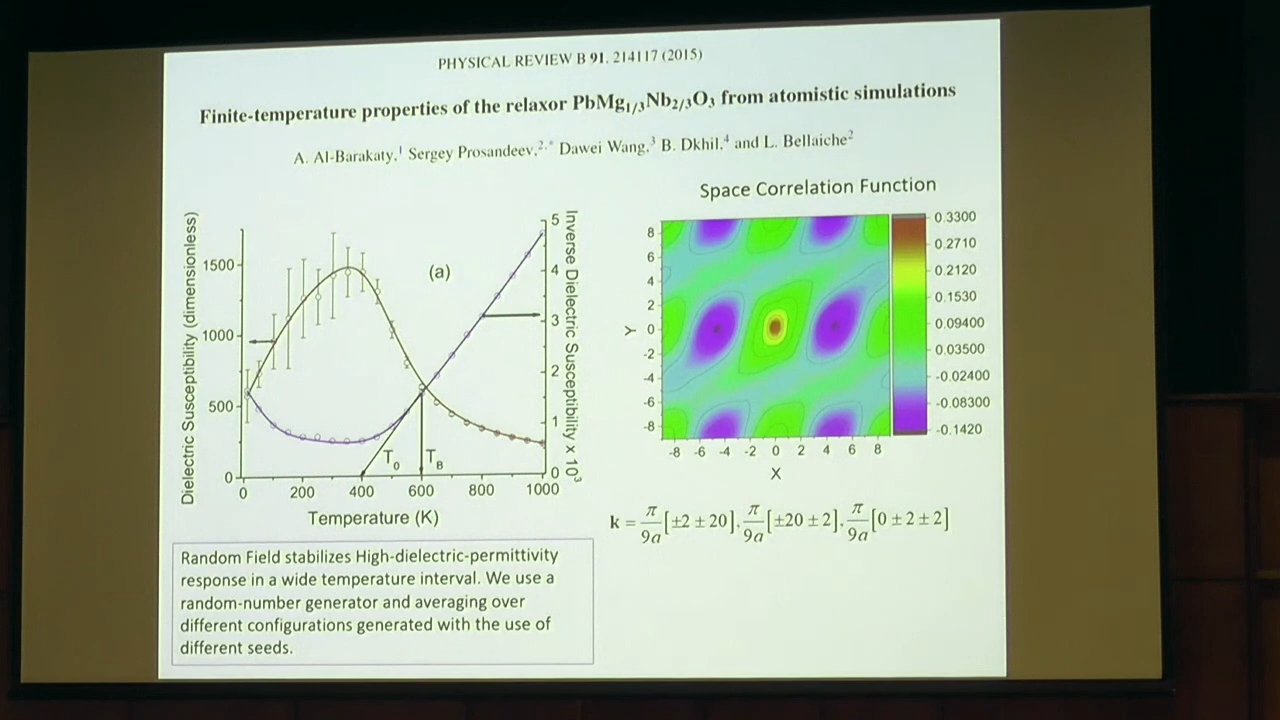 PHYSICAL REVIEW B 91, 214117 (2015)
Finite-temperature properties of the relaxor PbMg1/3Nb2/3O3 from atomistic simulations
A. Al-Barakaty,1 Sergey Prosandeev,2,* Dawei Wang,3 B. Dkhil,4 and L. Bellaiche2
Dielectric Susceptibility (dimensionless)
1500
1000
500
0
(a)
T0
TB
5
4
3
2
1
0
Inverse Dielectric Susceptibility x 10^3
0 200 400 600 800 1000
Temperature (K)
Space Correlation Function
Y
8
6
4
2
0
-2
-4
-6
-8
-8 -6 -4 -2 0 2 4 6 8
X
0.3300
0.2710
0.2120
0.1530
0.09400
0.03500
-0.02400
-0.08300
-0.1420
k = π/9a [±2 ± 20], π/9a [±20 ± 2], π/9a [0 ± 2 ± 2]
Random Field stabilizes High-dielectric-permittivity
response in a wide temperature interval. We use a
random-number generator and averaging over
different configurations generated with the use of
different seeds.